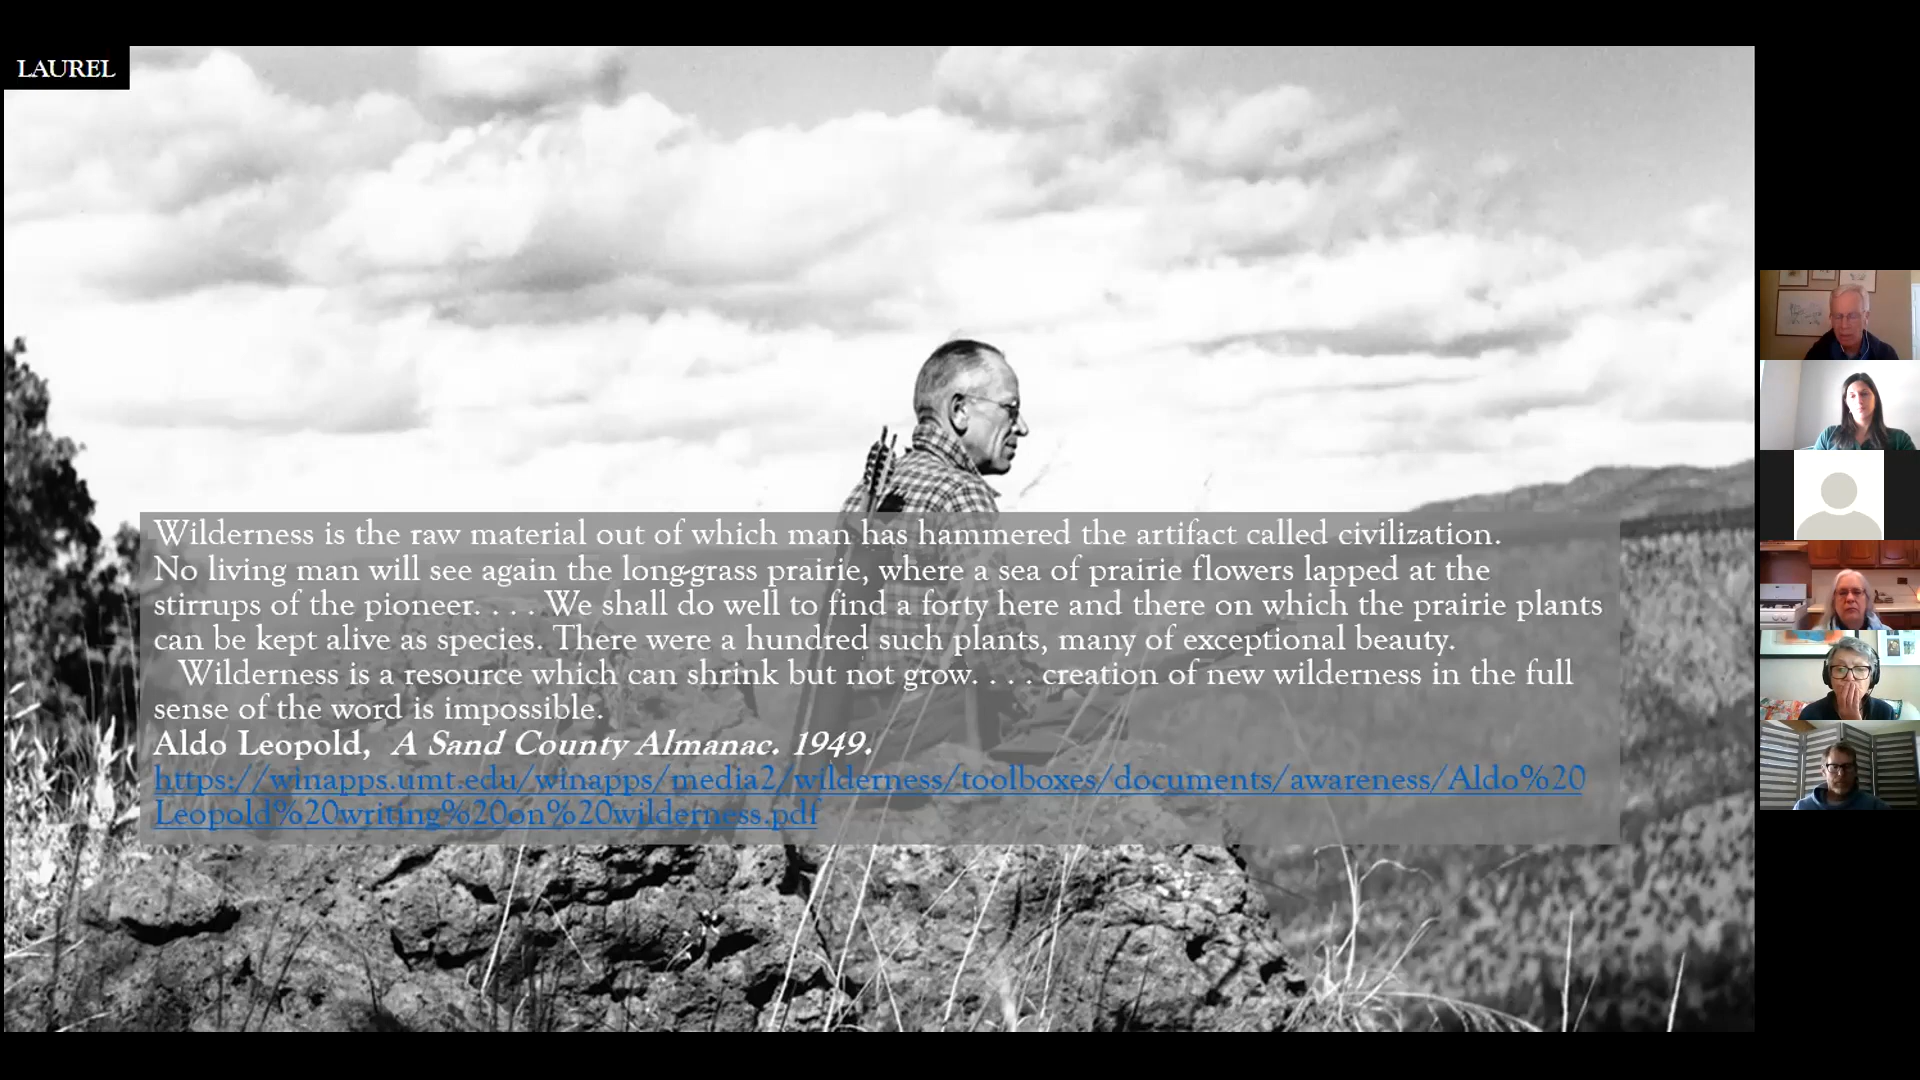 LAUREL
Wilderness is the raw material out of which man has hammered the artifact called civilization.
No living man will see again the long-grass prairie, where a sea of prairie flowers lapped at the
stirrups of the pioneer. . . . We shall do well to find a forty here and there on which the prairie plants
can be kept alive as species. There were a hundred such plants, many of exceptional beauty.
Wilderness is a resource which can shrink but not grow. . . . creation of new wilderness in the full
sense of the word is impossible.
Aldo Leopold, A Sand County Almanac. 1949.
https://winapps.umt.edu/winapps/media2/wilderness/toolboxes/documents/awareness/Aldo%20
Leopold%20writing%20on%20wilderness.pdf